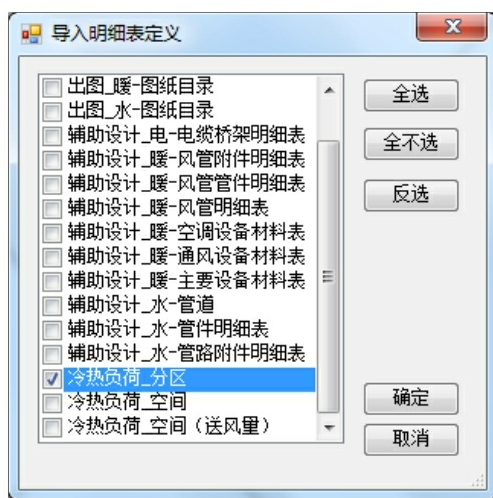 导入明细表定义
出图_暖-图纸目录
出图_水-图纸目录
辅助设计_电-电缆桥架明细表
辅助设计_暖-风管附件明细表
辅助设计_暖-风管管件明细表
辅助设计_暖-风管明细表
辅助设计_暖-空调设备材料表
辅助设计_暖-通风设备材料表
辅助设计_暖-主要设备材料表
辅助设计_水-管道
辅助设计_水-管件明细表
辅助设计_水-管路附件明细表
冷热负荷_分区
冷热负荷_空间
冷热负荷_空间（送风量）
全选
全不选
反选
确定
取消